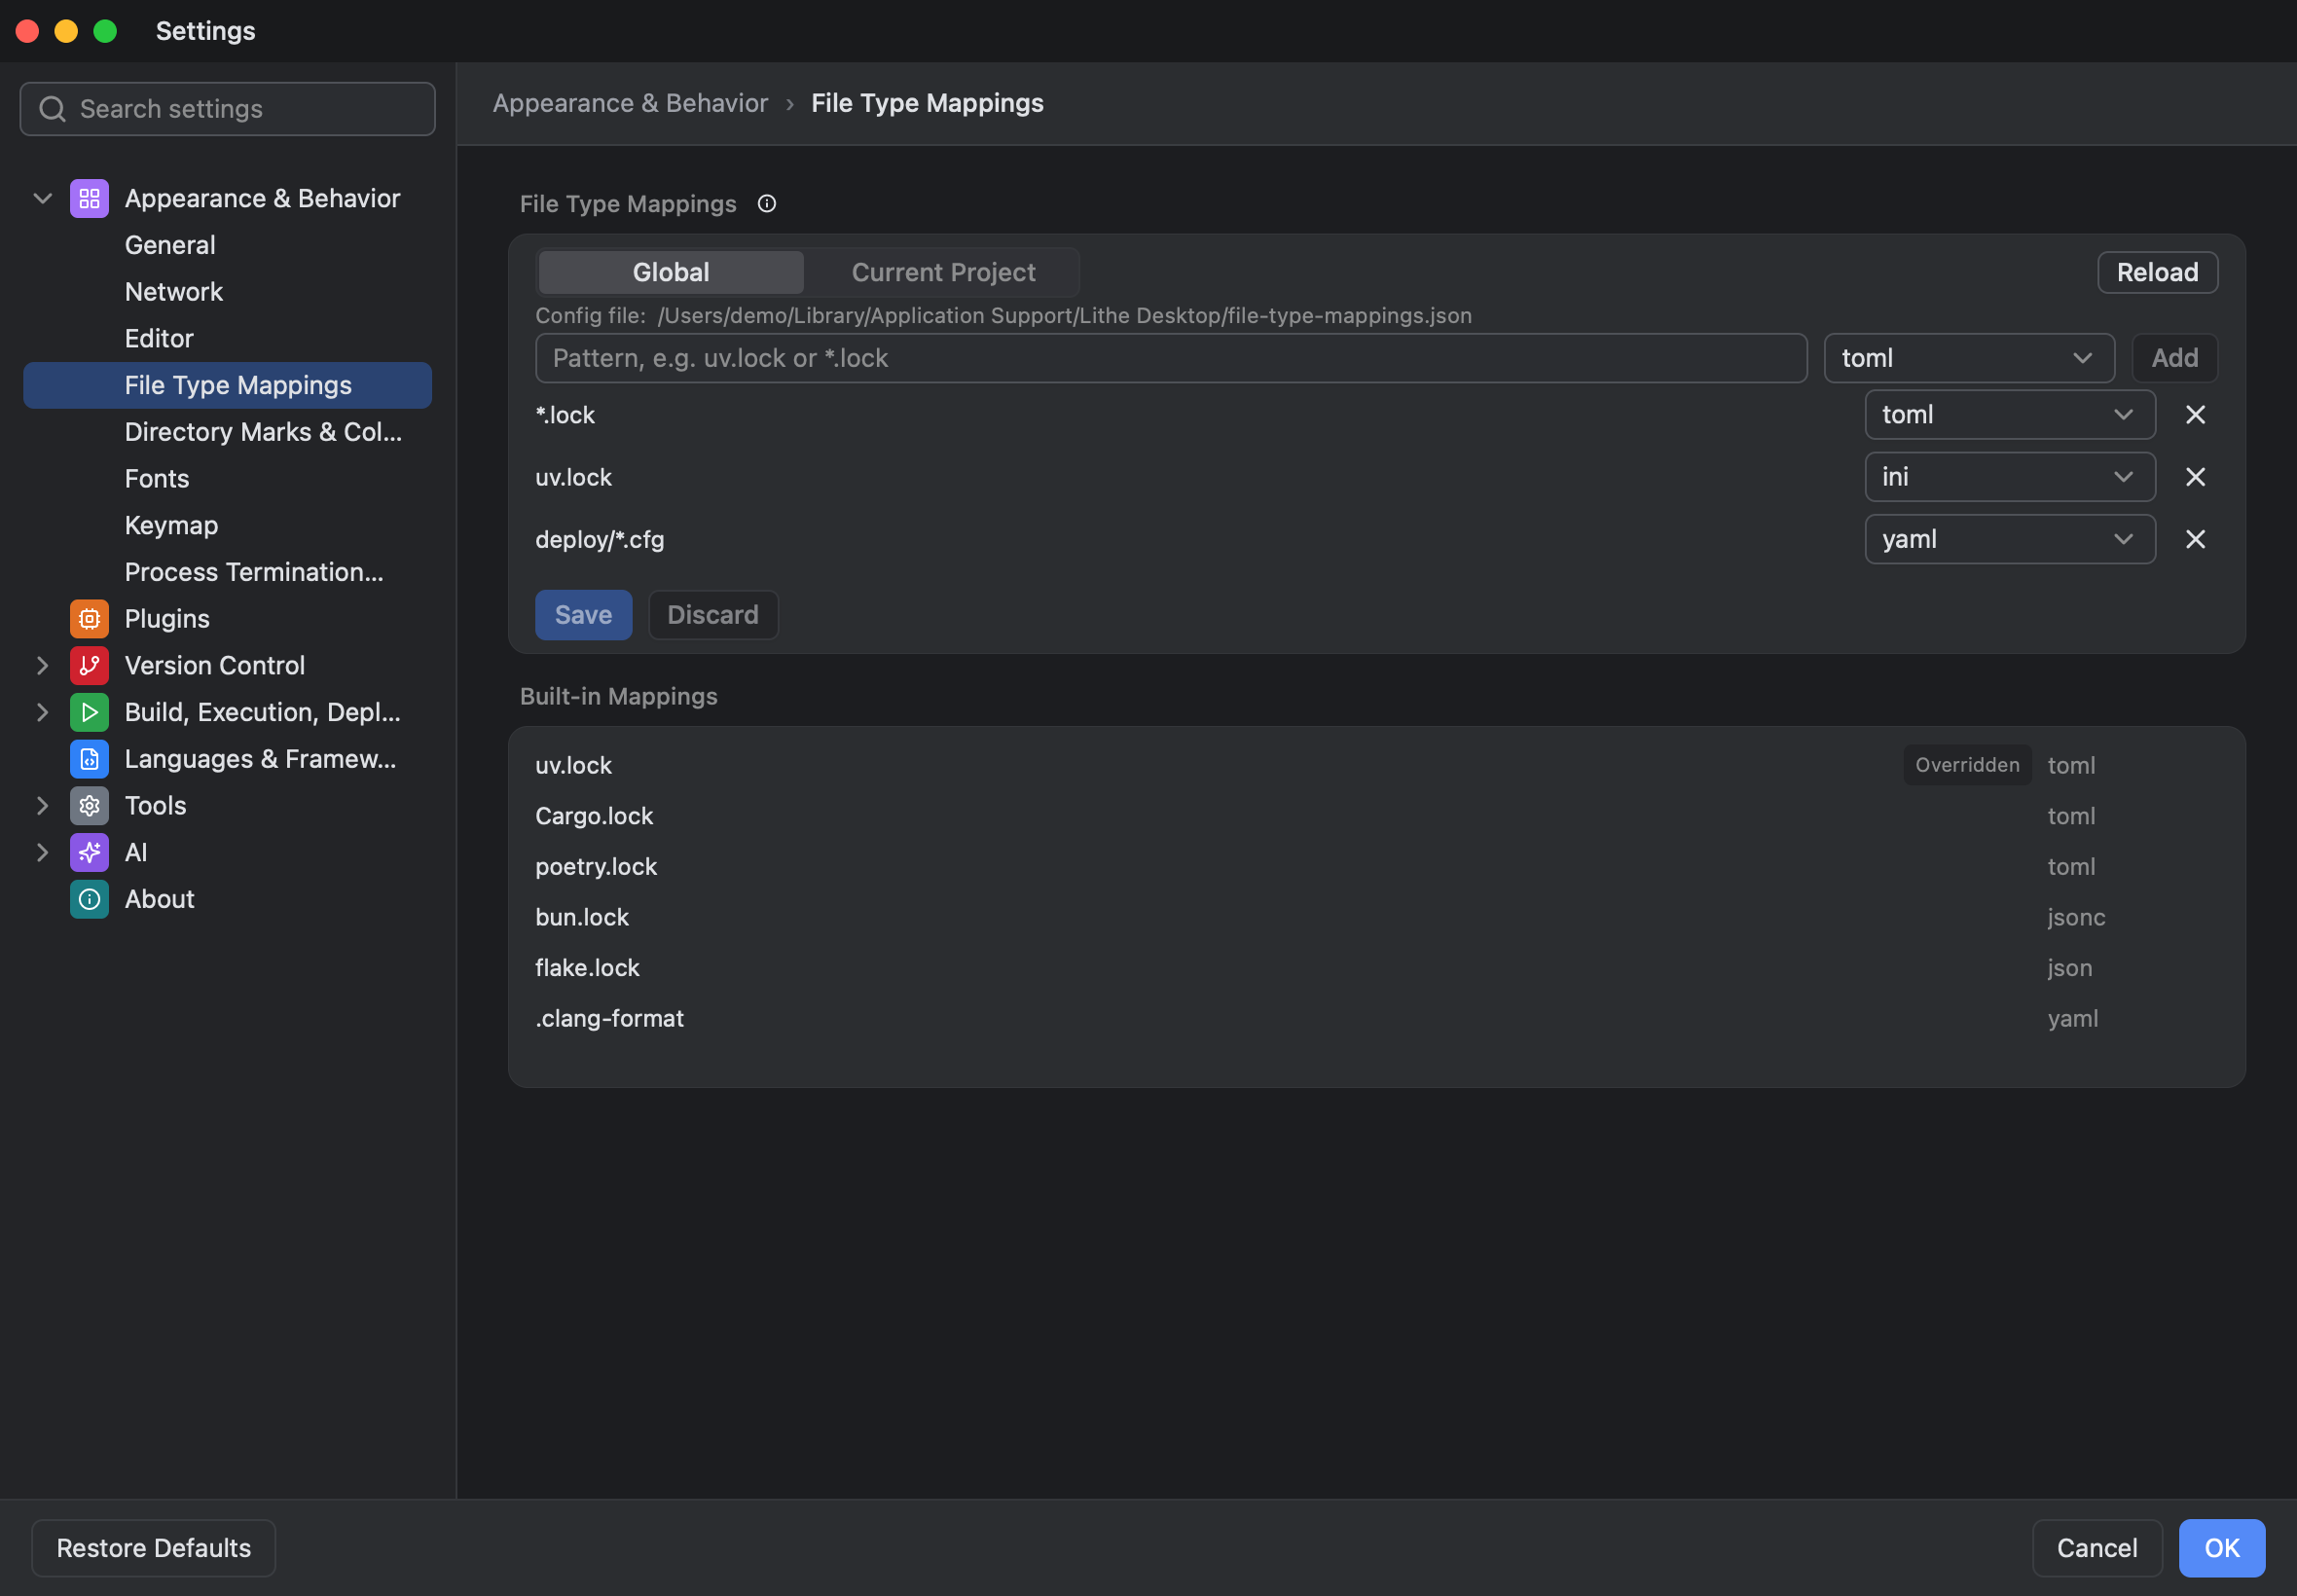 Settings
Search settings
Appearance & Behavior
General
Network
Editor
File Type Mappings
Directory Marks & Col...
Fonts
Keymap
Process Termination...
Plugins
Version Control
Build, Execution, Depl...
Languages & Framew...
Tools
AI
About
Appearance & Behavior › File Type Mappings
File Type Mappings
Global Current Project Reload
Config file: /Users/demo/Library/Application Support/Lithe Desktop/file-type-mappings.json
Pattern, e.g. uv.lock or *.lock toml Add
*.lock toml
uv.lock ini
deploy/*.cfg yaml
Save Discard
Built-in Mappings
uv.lock Overridden toml
Cargo.lock toml
poetry.lock toml
bun.lock jsonc
flake.lock json
.clang-format yaml
Restore Defaults Cancel OK